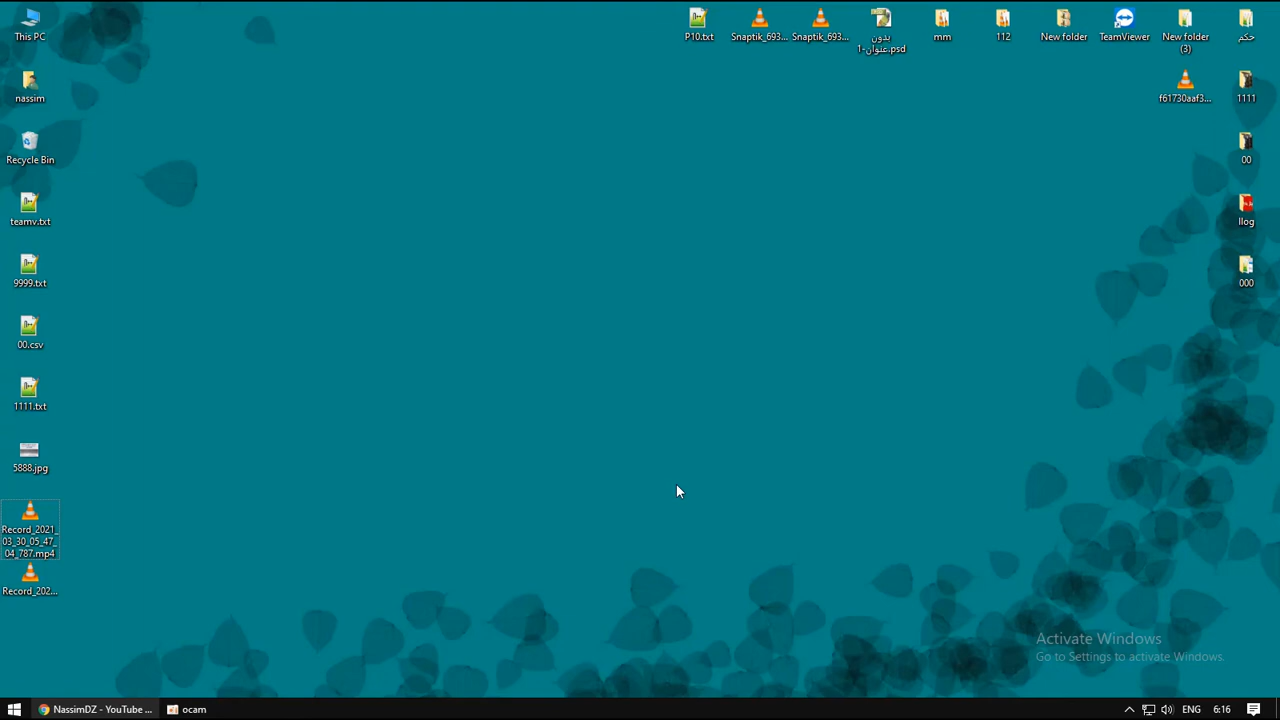 This PC
nassim
Recycle Bin
teamv.txt
9999.txt
00.csv
1111.txt
5888.jpg
Record_2021_
03_30_05_47_
04_787.mp4
Record_202...
P10.txt
Snaptik_693...
Snaptik_693...
بدون
عنوان-1.psd
mm
112
New folder
TeamViewer
New folder
(3)
حكم
f61730aaf3...
1111
00
llog
000
Activate Windows
Go to Settings to activate Windows.
NassimDZ - YouTube ...
ocam
ENG
6:16